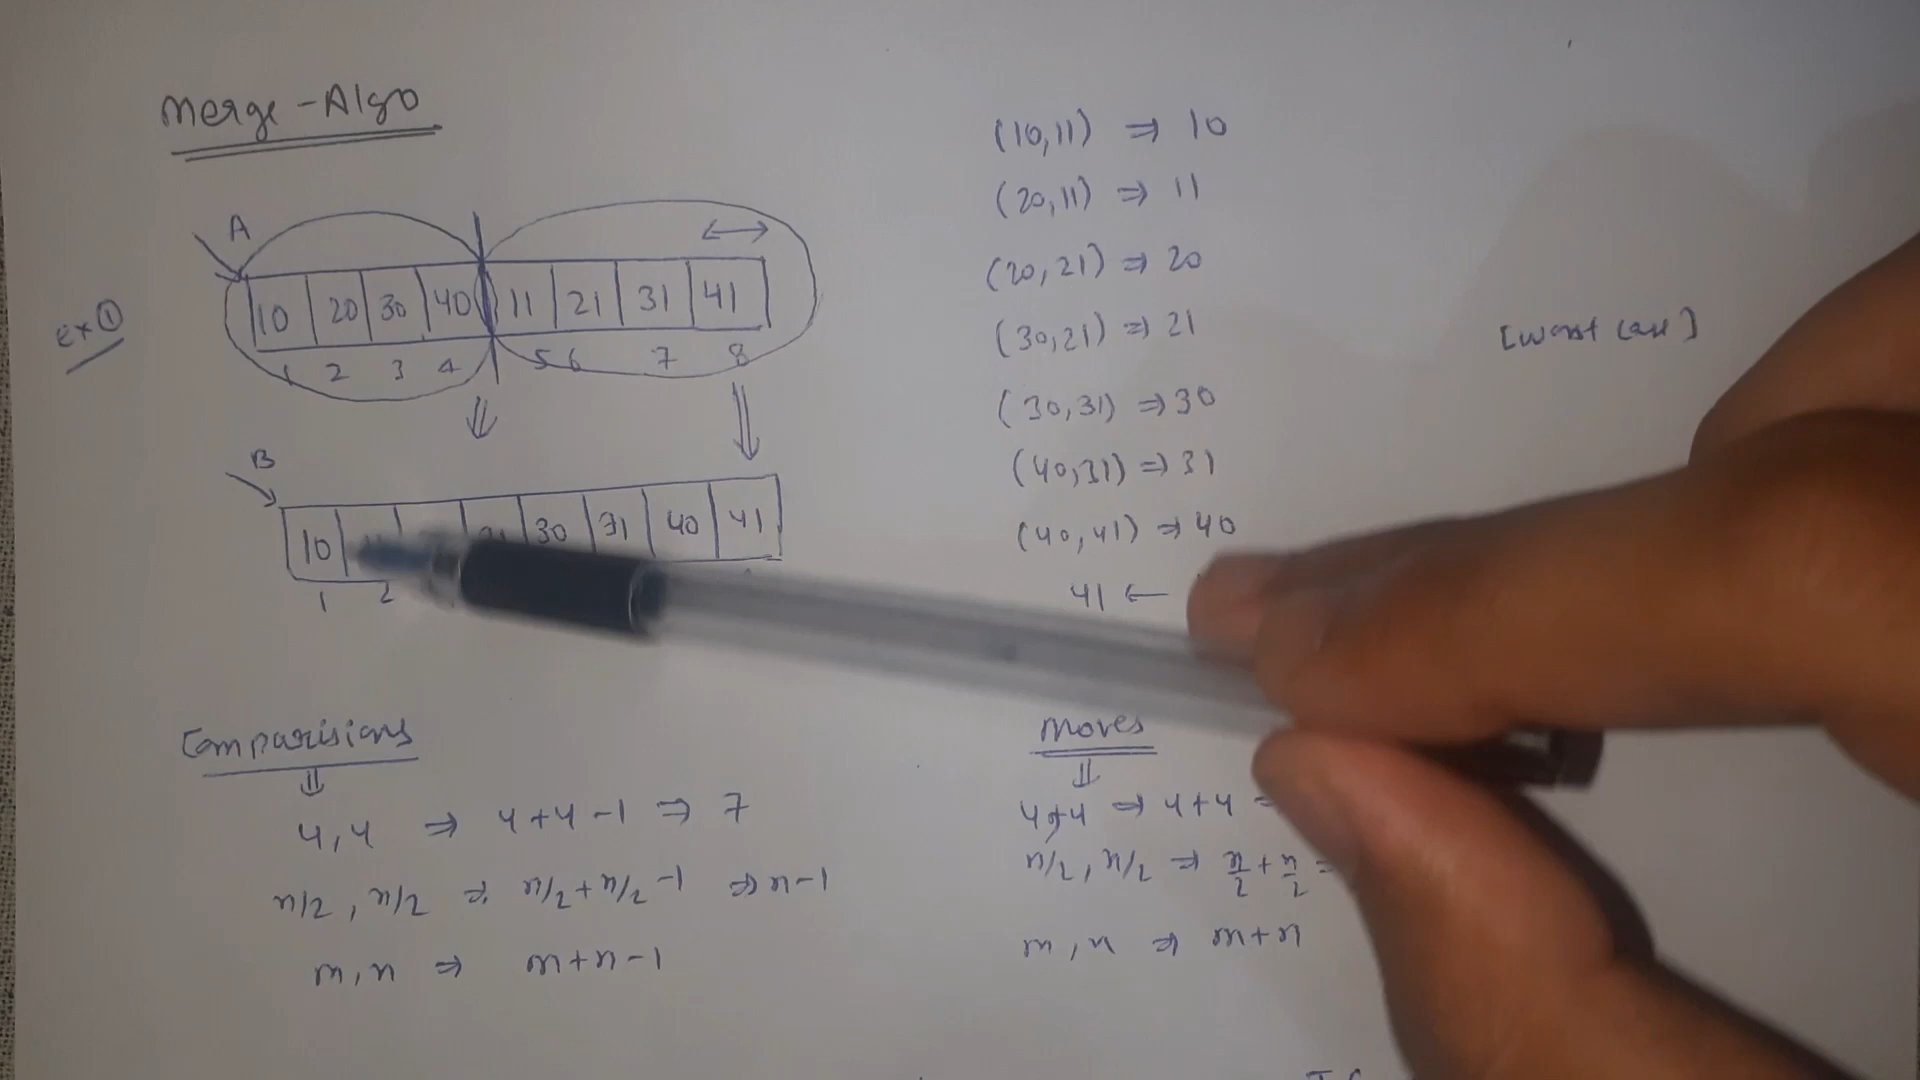 Merge-Algo
A
ex①
10 20 30 40 11 21 31 41
1 2 3 4 5 6 7 8
B
10 30 31 40 41
1 2
(10,11) ⇒ 10
(20,11) ⇒ 11
(20,21) ⇒ 20
(30,21) ⇒ 21
(30,31) ⇒ 30
(40,31) ⇒ 31
(40,41) ⇒ 40
41 ←
[worst case]
Comparisions
⇓
4,4 ⇒ 4+4-1 ⇒ 7
n/2, n/2 ⇒ n/2+n/2-1 ⇒ n-1
m,n ⇒ m+n-1
Moves
⇓
4+4 ⇒ 4+4 =
n/2, n/2 ⇒ n/2 + n/2 =
m,n ⇒ m+n